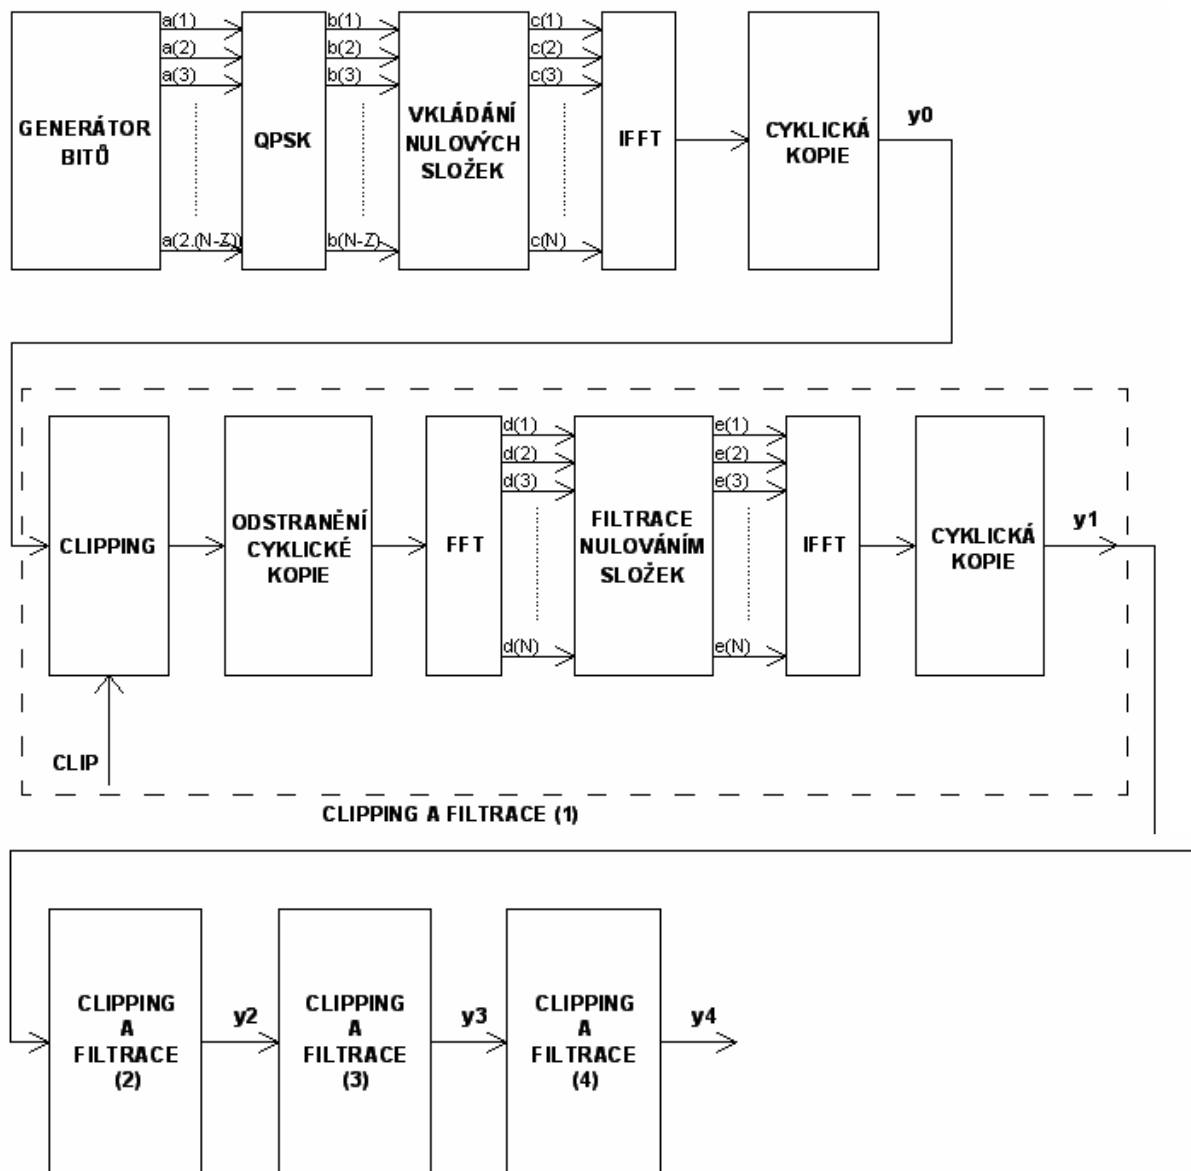 a(1)
a(2)
a(3)
a(2.(N-Z))
GENERÁTOR
BITŮ
b(1)
b(2)
b(3)
b(N-Z)
QPSK
VKLÁDÁNÍ
NULOVÝCH
SLOŽEK
c(1)
c(2)
c(3)
c(N)
IFFT
CYKLICKÁ
KOPIE
y0
CLIPPING
CLIP
ODSTRANĚNÍ
CYKLICKÉ
KOPIE
FFT
d(1)
d(2)
d(3)
d(N)
FILTRACE
NULOVÁNÍM
SLOŽEK
e(1)
e(2)
e(3)
e(N)
IFFT
CYKLICKÁ
KOPIE
y1
CLIPPING A FILTRACE (1)
CLIPPING
A
FILTRACE
(2)
y2
CLIPPING
A
FILTRACE
(3)
y3
CLIPPING
A
FILTRACE
(4)
y4